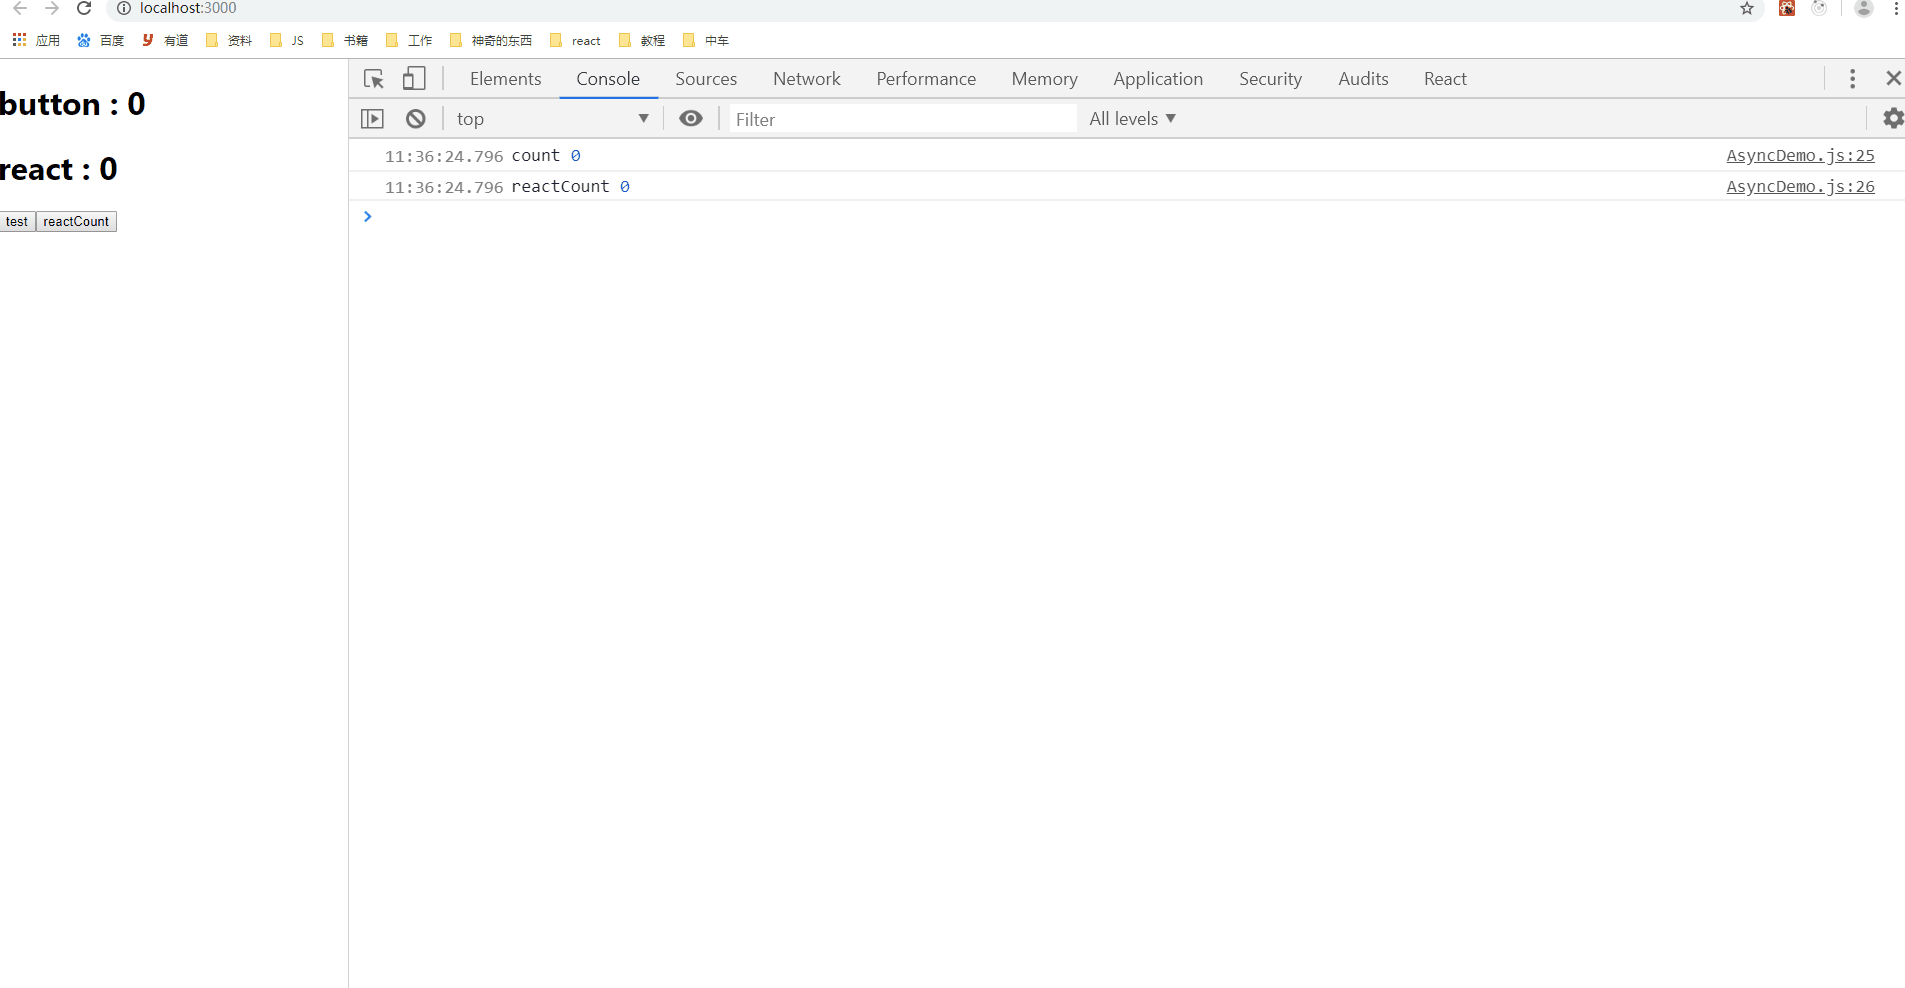 localhost:3000
应用 百度 有道 资料 JS 书籍 工作 神奇的东西 react 教程 中车
button : 0
react : 0
test reactCount
Elements Console Sources Network Performance Memory Application Security Audits React
top Filter All levels
11:36:24.796 count 0 AsyncDemo.js:25
11:36:24.796 reactCount 0 AsyncDemo.js:26